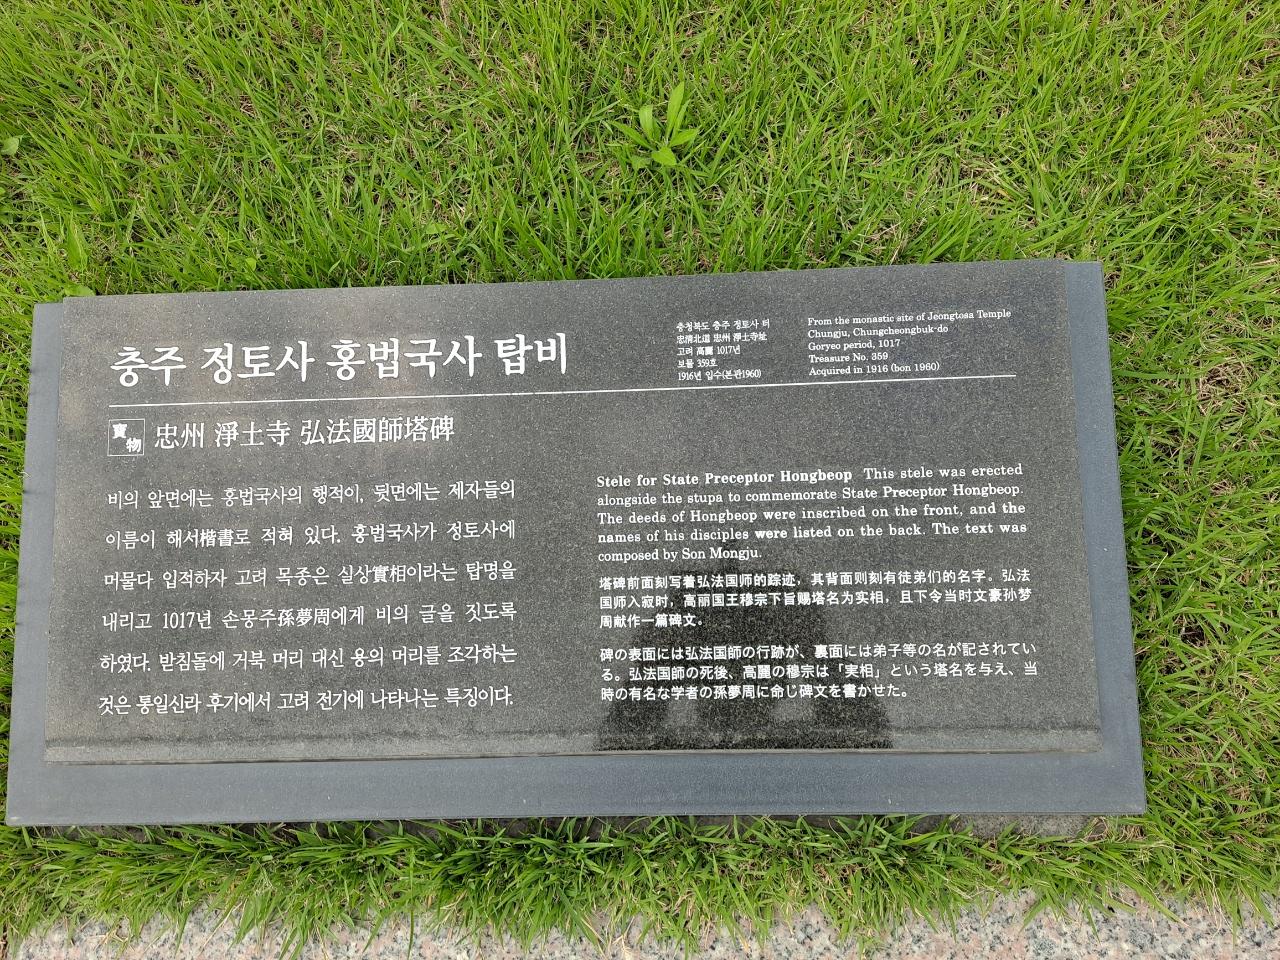 충주 정토사 홍법국사 탑비
충청북도 충주 정토사 터
忠淸北道 忠州 淨土寺址
고려 高麗 1017년
보물 359호
1916년 입수(본관1960)
From the monastic site of Jeongtosa Temple
Chungju, Chungcheongbuk-do
Goryeo period, 1017
Treasure No. 359
Acquired in 1916 (bon 1960)
寶物
忠州 淨土寺 弘法國師塔碑
비의 앞면에는 홍법국사의 행적이, 뒷면에는 제자들의
이름이 해서楷書로 적혀 있다. 홍법국사가 정토사에
머물다 입적하자 고려 목종은 실상實相이라는 탑명을
내리고 1017년 손몽주孫夢周에게 비의 글을 짓도록
하였다. 받침돌에 거북 머리 대신 용의 머리를 조각하는
것은 통일신라 후기에서 고려 전기에 나타나는 특징이다.
Stele for State Preceptor Hongbeop This stele was erected
alongside the stupa to commemorate State Preceptor Hongbeop.
The deeds of Hongbeop were inscribed on the front, and the
names of his disciples were listed on the back. The text was
composed by Son Mongju.
塔碑前面刻写着弘法国师的踪迹，其背面则刻有徒弟们的名字。弘法
国师入寂时，高丽国王穆宗下旨赐塔名为实相，且下令当时文豪孙梦
周献作一篇碑文。
碑の表面には弘法国師の行跡が、裏面には弟子等の名が記されてい
る。弘法国師の死後、高麗の穆宗は「実相」という塔名を与え、当
時の有名な学者の孫夢周に命じ碑文を書かせた。